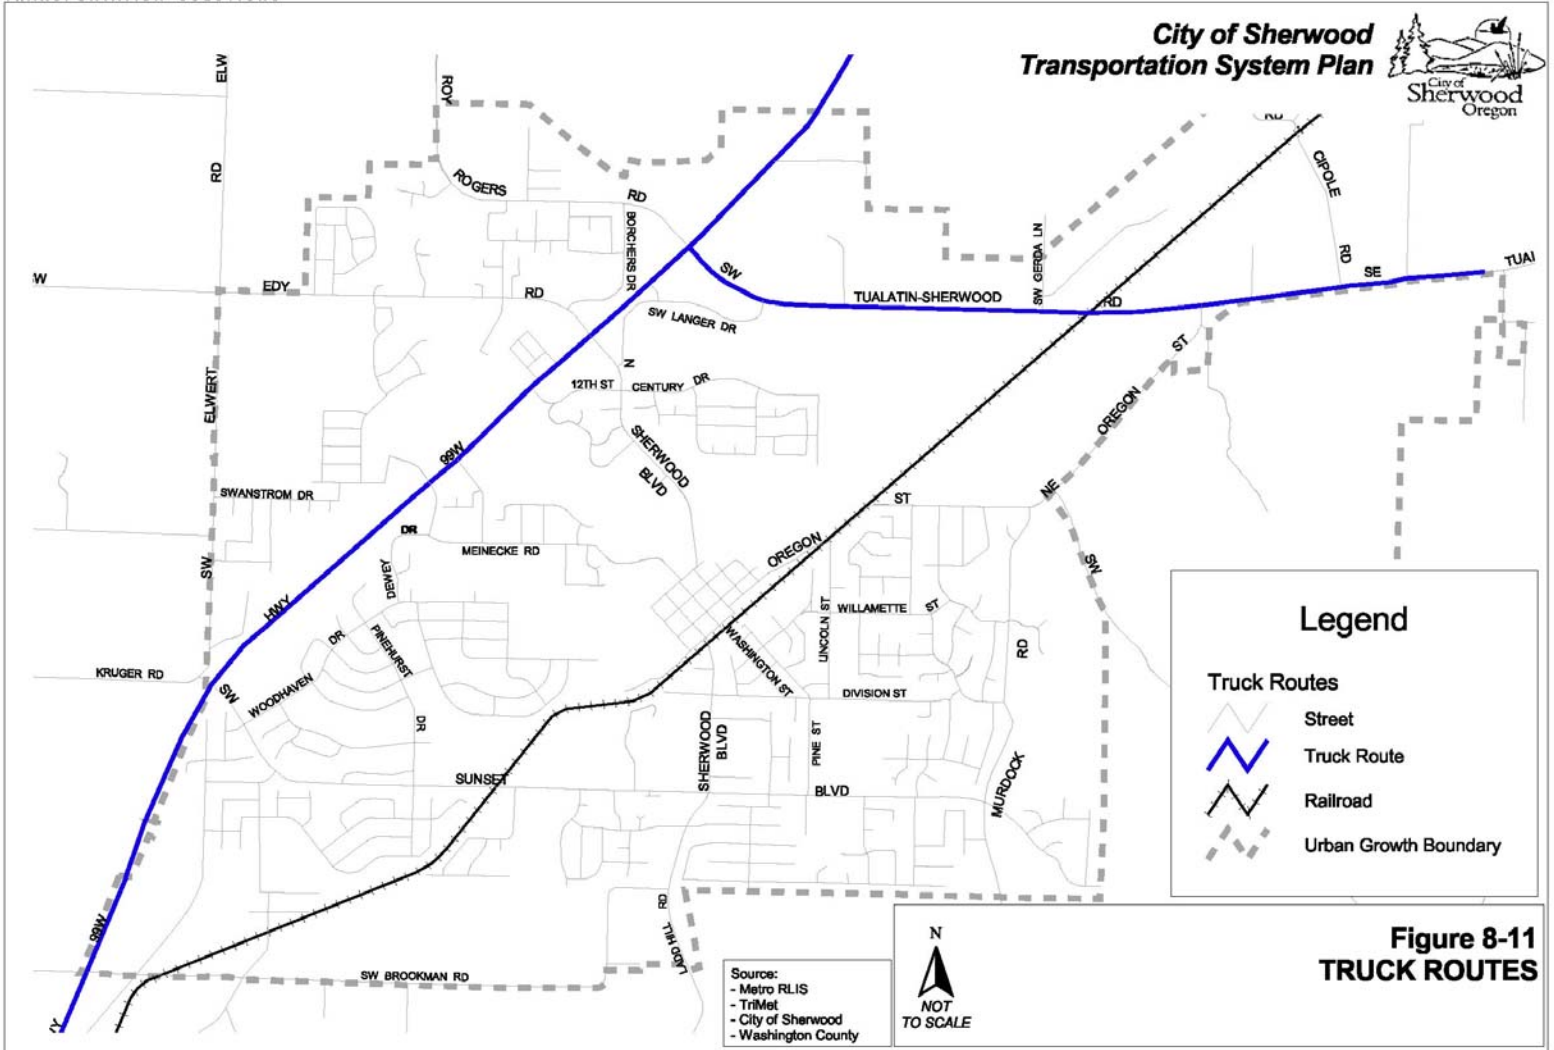 City of Sherwood
Transportation System Plan
City of
Sherwood
Oregon
ELW
ROY
RD
ROGERS
RD
BORCHERS DR
CIPOLE
RD
SW GERDA LN
SW
TUALATIN-SHERWOOD
RD
SE
TUAL
EDY
RD
SW LANGER DR
N
12TH ST
CENTURY
DR
ST
OREGON
ELWERT
99W
SHERWOOD
BLVD
SWANSTROM DR
NE
ST
DR
MEINECKE RD
OREGON
SW
SW
DEWEY
HWY
WILLAMETTE
ST
LINCOLN ST
DR
PINEHURST
WASHINGTON ST
RD
KRUGER RD
SW
WOODHAVEN
DIVISION ST
DR
SHERWOOD
BLVD
PINE ST
SUNSET
BLVD
MURDOCK
99W
RD
LADD HILL
SW BROOKMAN RD
Legend
Truck Routes
Street
Truck Route
Railroad
Urban Growth Boundary
Source:
- Metro RLIS
- TriMet
- City of Sherwood
- Washington County
N
NOT
TO SCALE
Figure 8-11
TRUCK ROUTES